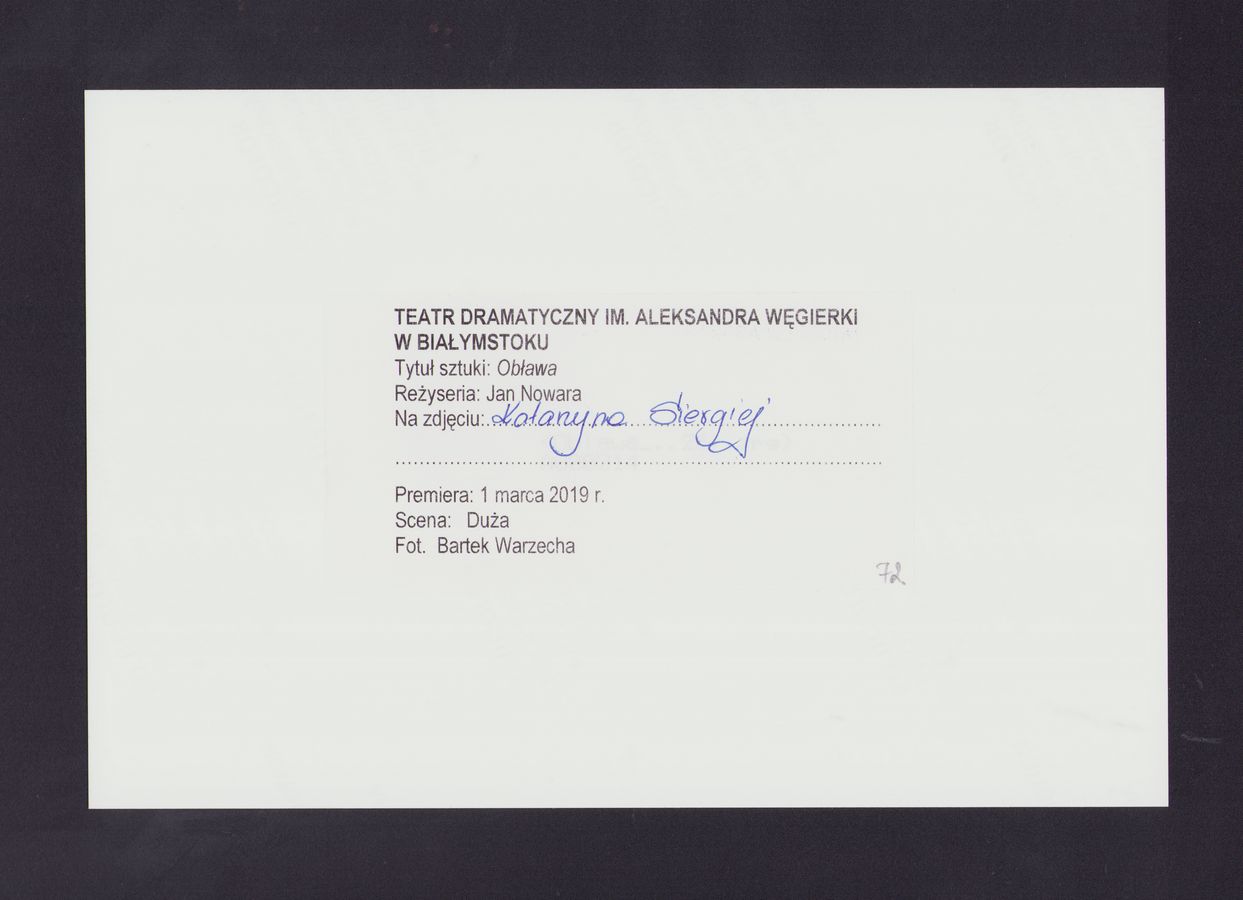 TEATR DRAMATYCZNY IM. ALEKSANDRA WĘGIERKI
W BIAŁYMSTOKU
Tytuł sztuki: Obława
Reżyseria: Jan Nowara
Na zdjęciu: Katarzyna Siergiej
Premiera: 1 marca 2019 r.
Scena: Duża
Fot. Bartek Warzecha
72